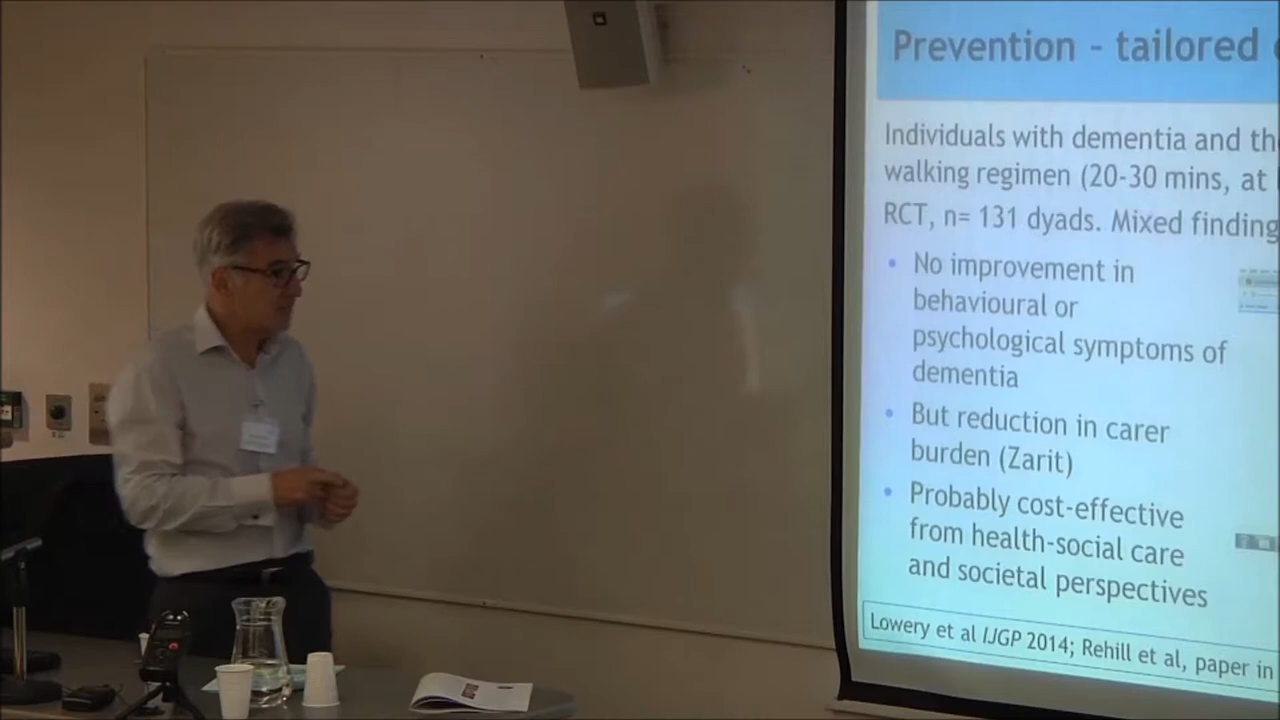 Prevention - tailored
Individuals with dementia and
walking regimen (20-30 mins, at
RCT, n= 131 dyads. Mixed finding
• No improvement in
behavioural or
psychological symptoms of
dementia
• But reduction in carer
burden (Zarit)
• Probably cost-effective
from health-social care
and societal perspectives
Lowery et al IJGP 2014; Rehill et al, paper in